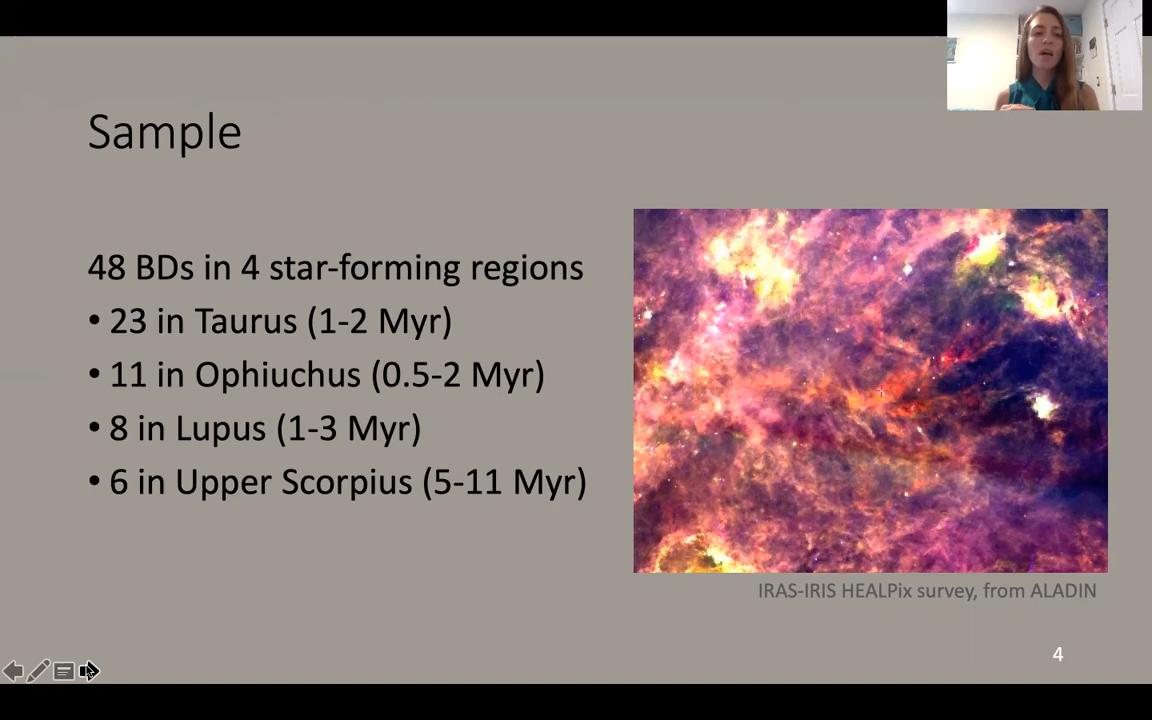 Sample
48 BDs in 4 star-forming regions
• 23 in Taurus (1-2 Myr)
• 11 in Ophiuchus (0.5-2 Myr)
• 8 in Lupus (1-3 Myr)
• 6 in Upper Scorpius (5-11 Myr)
IRAS-IRIS HEALPix survey, from ALADIN
4